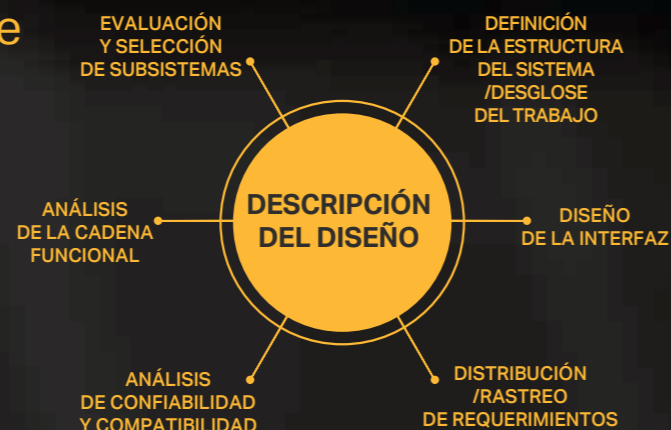 e
EVALUACIÓN
Y SELECCIÓN
DE SUBSISTEMAS
DEFINICIÓN
DE LA ESTRUCTURA
DEL SISTEMA
/DESGLOSE
DEL TRABAJO
DESCRIPCIÓN
DEL DISEÑO
ANÁLISIS
DE LA CADENA
FUNCIONAL
DISEÑO
DE LA INTERFAZ
ANÁLISIS
DE CONFIABILIDAD
Y COMPATIBILIDAD
DISTRIBUCIÓN
/RASTREO
DE REQUERIMIENTOS